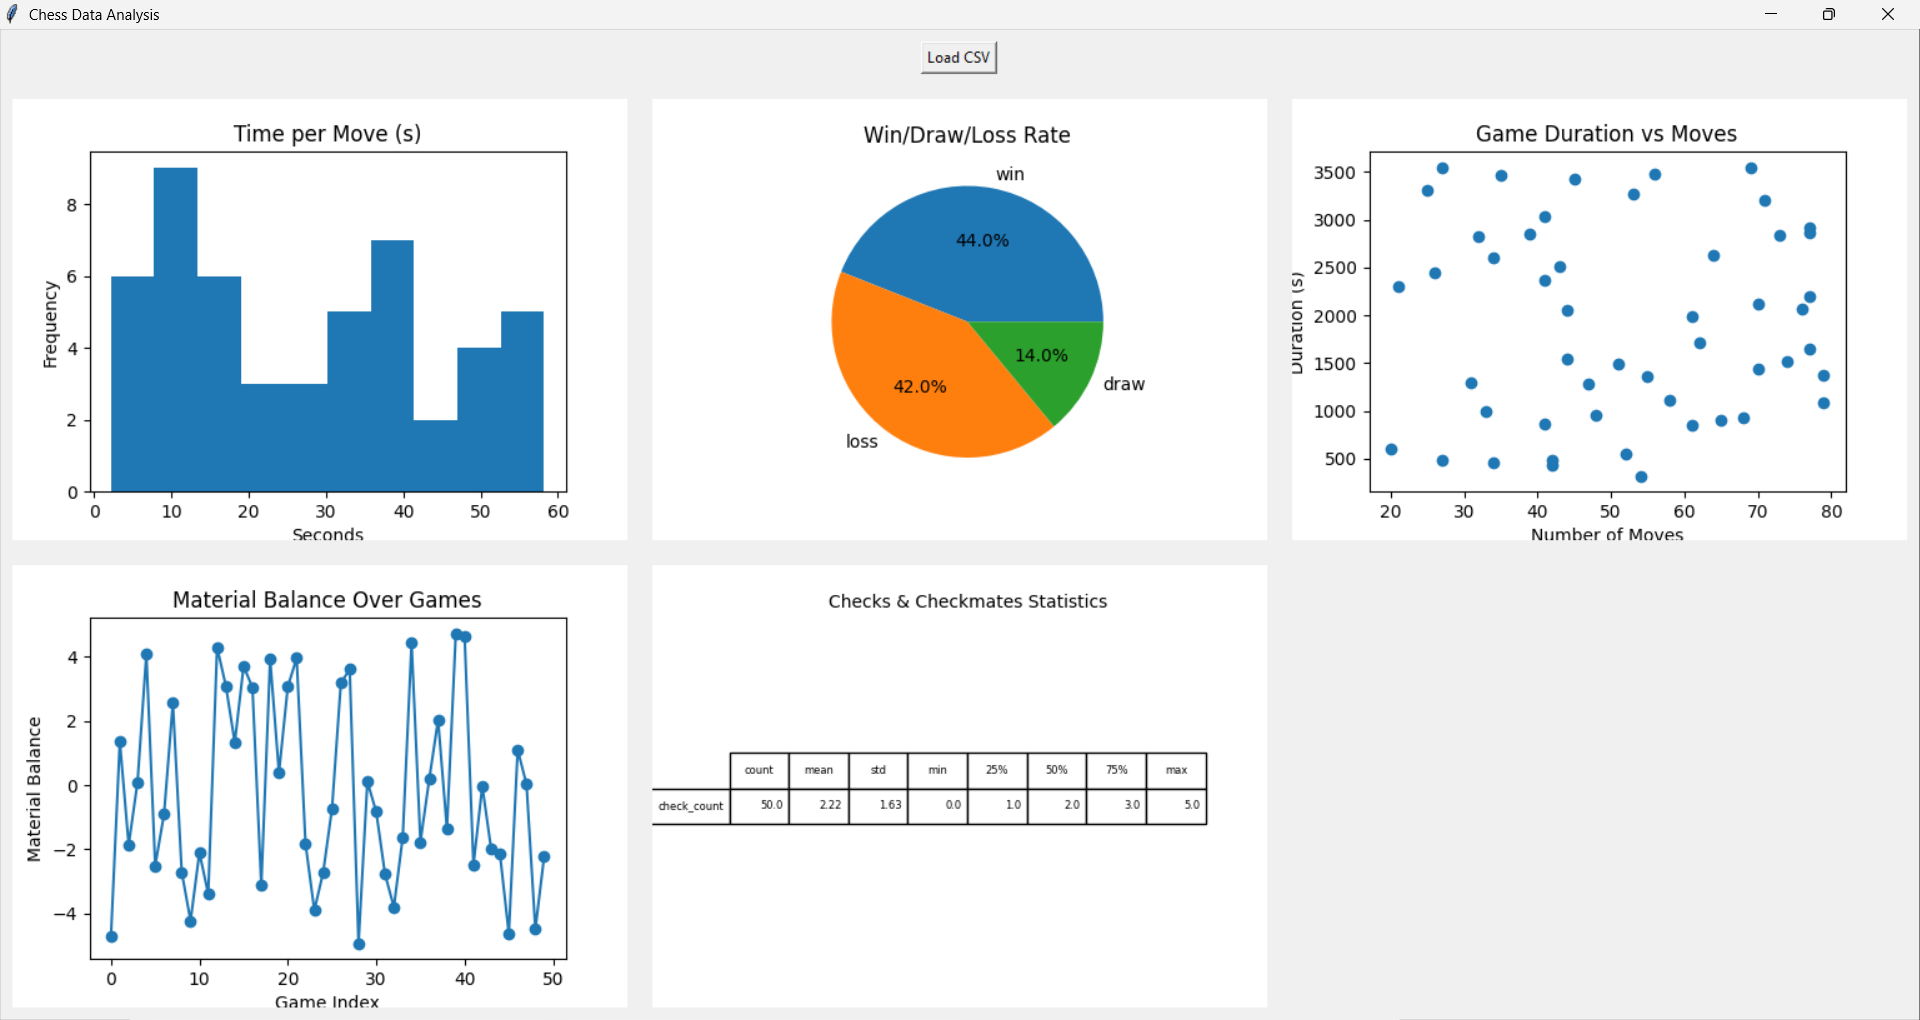 Chess Data Analysis
Load CSV
Time per Move (s)
Frequency
8
6
4
2
0
0 10 20 30 40 50 60
Seconds
Win/Draw/Loss Rate
win
44.0%
14.0%
draw
42.0%
loss
Game Duration vs Moves
Duration (s)
3500
3000
2500
2000
1500
1000
500
20 30 40 50 60 70 80
Number of Moves
Material Balance Over Games
Material Balance
4
2
0
−2
−4
0 10 20 30 40 50
Game Index
Checks & Checkmates Statistics
count mean std min 25% 50% 75% max
check_count 50.0 2.22 1.63 0.0 1.0 2.0 3.0 5.0